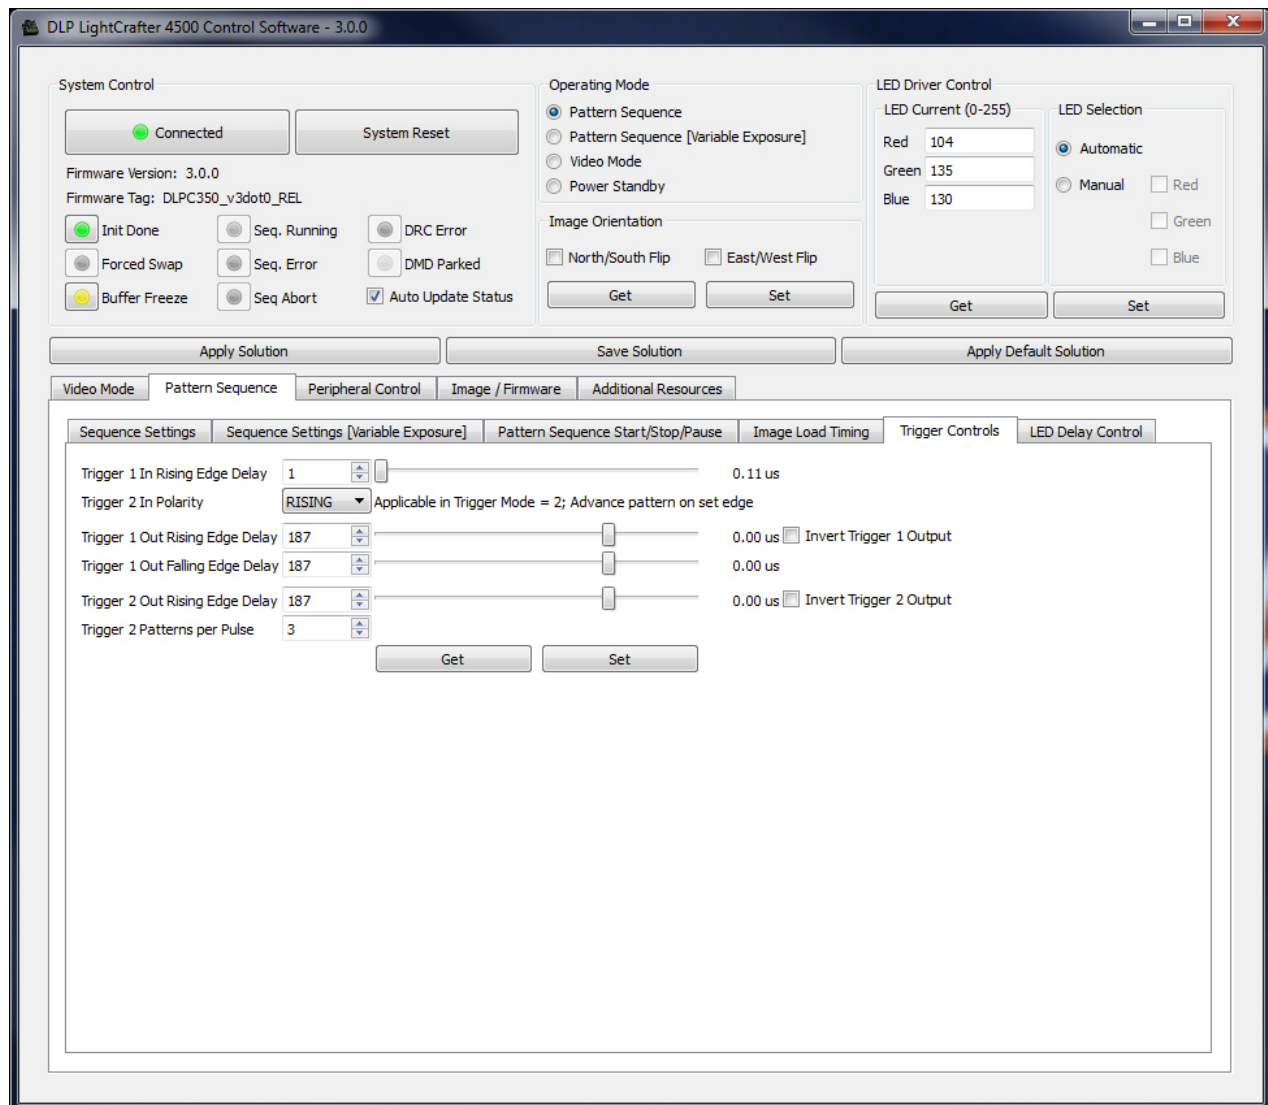 DLP LightCrafter 4500 Control Software - 3.0.0
System Control
Connected
System Reset
Firmware Version: 3.0.0
Firmware Tag: DLPC350_v3dot0_REL
Init Done
Seq. Running
DRC Error
Forced Swap
Seq. Error
DMD Parked
Buffer Freeze
Seq Abort
Auto Update Status
Operating Mode
Pattern Sequence
Pattern Sequence [Variable Exposure]
Video Mode
Power Standby
Image Orientation
North/South Flip
East/West Flip
Get
Set
LED Driver Control
LED Current (0-255)
Red 104
Green 135
Blue 130
LED Selection
Automatic
Manual
Red
Green
Blue
Get
Set
Apply Solution
Save Solution
Apply Default Solution
Video Mode
Pattern Sequence
Peripheral Control
Image / Firmware
Additional Resources
Sequence Settings
Sequence Settings [Variable Exposure]
Pattern Sequence Start/Stop/Pause
Image Load Timing
Trigger Controls
LED Delay Control
Trigger 1 In Rising Edge Delay 1 0.11 us
Trigger 2 In Polarity RISING Applicable in Trigger Mode = 2; Advance pattern on set edge
Trigger 1 Out Rising Edge Delay 187 0.00 us Invert Trigger 1 Output
Trigger 1 Out Falling Edge Delay 187 0.00 us
Trigger 2 Out Rising Edge Delay 187 0.00 us Invert Trigger 2 Output
Trigger 2 Patterns per Pulse 3
Get
Set